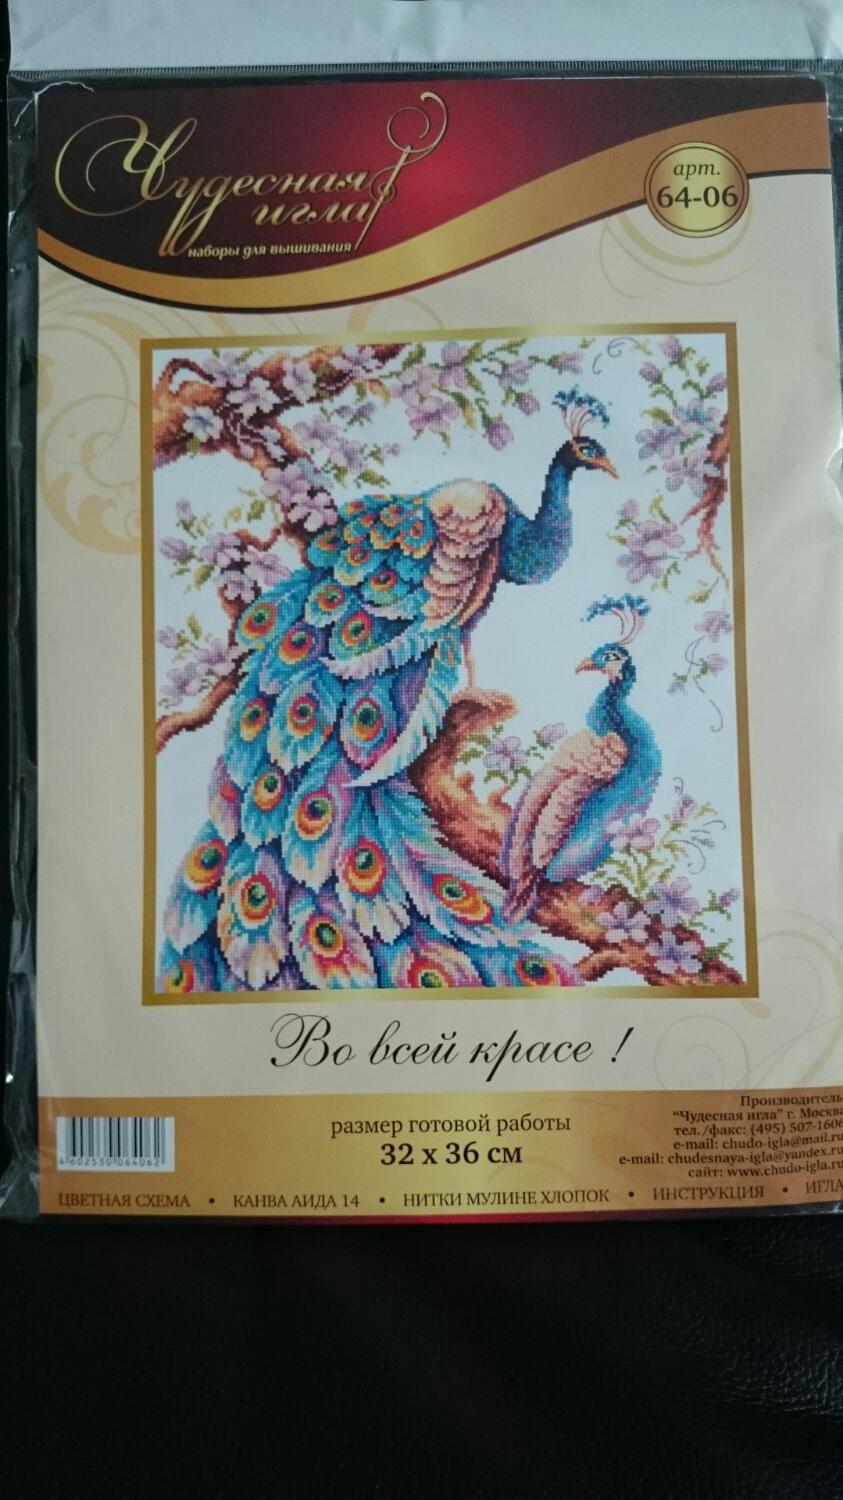 Чудесная
игла
наборы для вышивания
арт.
64-06
Во всей красе !
размер готовой работы
32 х 36 см
4602530064062
Производитель
"Чудесная игла" г. Москва
тел./факс: (495) 507-1606
e-mail: chudo-igla@mail.ru
e-mail: chudesnaya-igla@yandex.ru
сайт: www.chudo-igla.ru
ЦВЕТНАЯ СХЕМА • КАНВА АИДА 14 • НИТКИ МУЛИНЕ ХЛОПОК • ИНСТРУКЦИЯ • ИГЛА